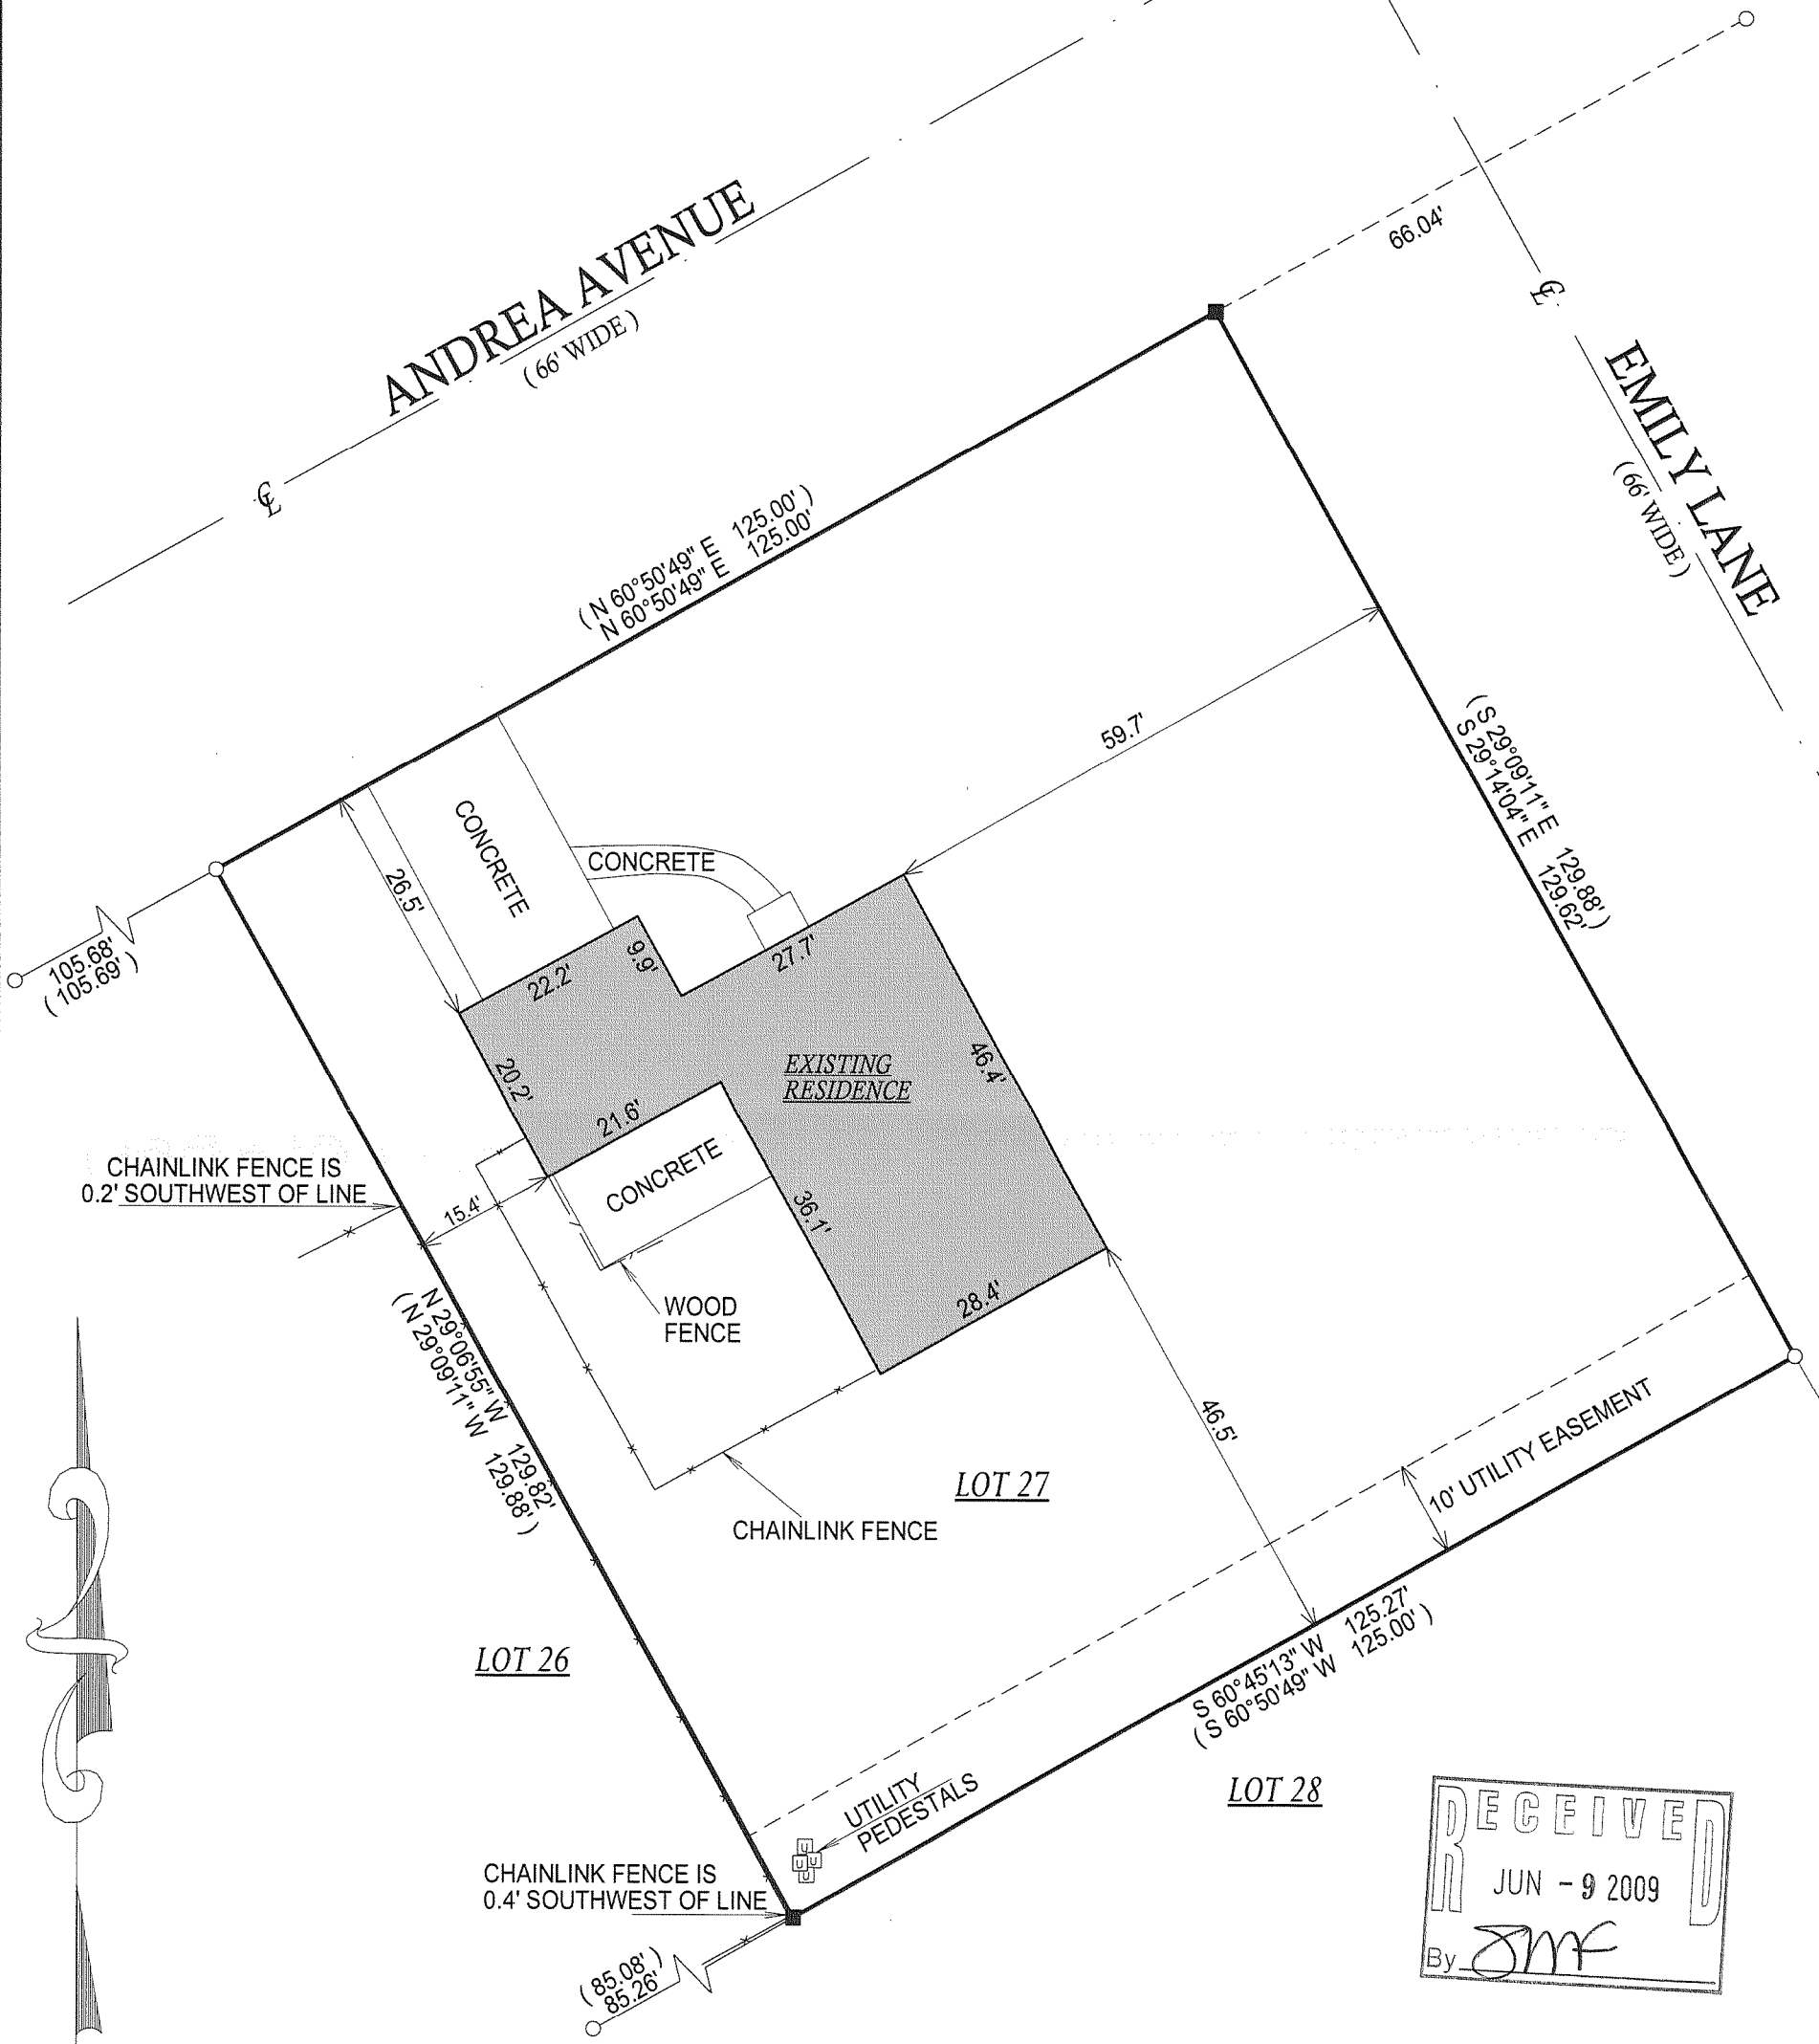 ANDREA AVENUE
( 66' WIDE )
℄
66.04'
℄
EMILY LANE
( 66' WIDE )
( N 60°50'49" E 125.00' )
N 60°50'49" E 125.00'
59.7'
( S 29°09'11" E 129.88' )
S 29°14'04" E 129.62'
CONCRETE
CONCRETE
26.5'
105.68'
( 105.69' )
22.2'
9.9'
27.7'
20.2'
EXISTING
RESIDENCE
46.4'
21.6'
CONCRETE
36.1'
CHAINLINK FENCE IS
0.2' SOUTHWEST OF LINE
15.4'
WOOD
FENCE
28.4'
N 29°06'55" W 129.82'
( N 29°09'11" W 129.88' )
46.5'
10' UTILITY EASEMENT
LOT 27
CHAINLINK FENCE
LOT 26
S 60°45'13" W 125.27'
( S 60°50'49" W 125.00' )
UTILITY
PEDESTALS
U
U U
U
LOT 28
CHAINLINK FENCE IS
0.4' SOUTHWEST OF LINE
( 85.08' )
85.26'
RECEIVED
JUN - 9 2009
By